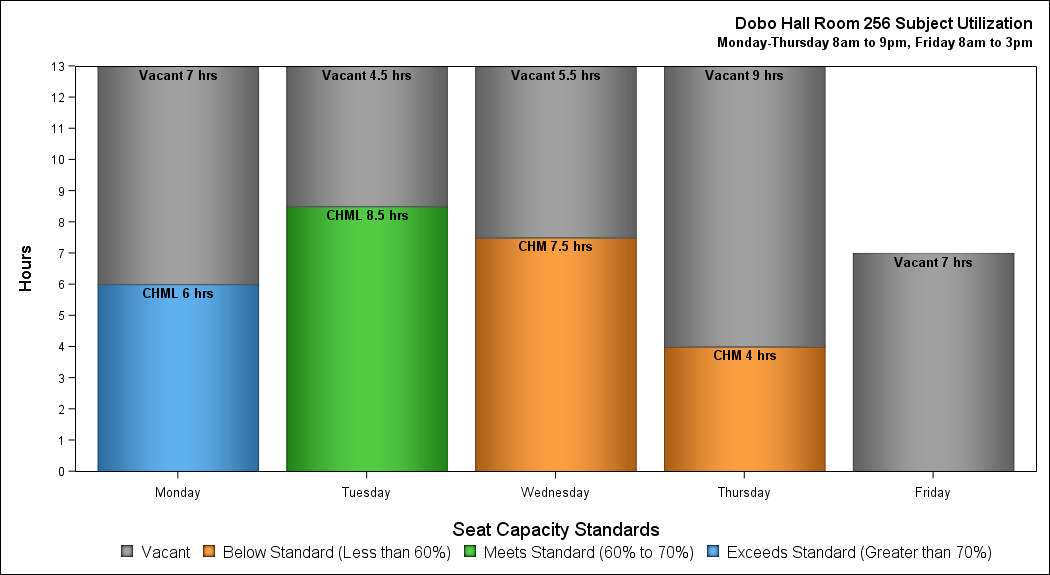 Dobo Hall Room 256 Subject Utilization
Monday-Thursday 8am to 9pm, Friday 8am to 3pm
Hours
13
12
11
10
9
8
7
6
5
4
3
2
1
0
Vacant 7 hrs
CHML 6 hrs
Vacant 4.5 hrs
CHML 8.5 hrs
Vacant 5.5 hrs
CHM 7.5 hrs
Vacant 9 hrs
CHM 4 hrs
Vacant 7 hrs
Monday Tuesday Wednesday Thursday Friday
Seat Capacity Standards
Vacant Below Standard (Less than 60%) Meets Standard (60% to 70%) Exceeds Standard (Greater than 70%)